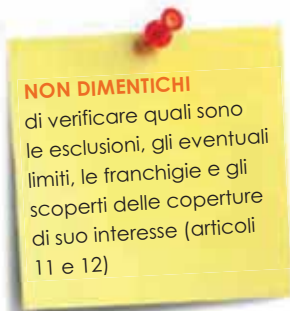 NON DIMENTICHI
di verificare quali sono
le esclusioni, gli eventuali
limiti, le franchigie e gli
scoperti delle coperture
di suo interesse (articoli
11 e 12)